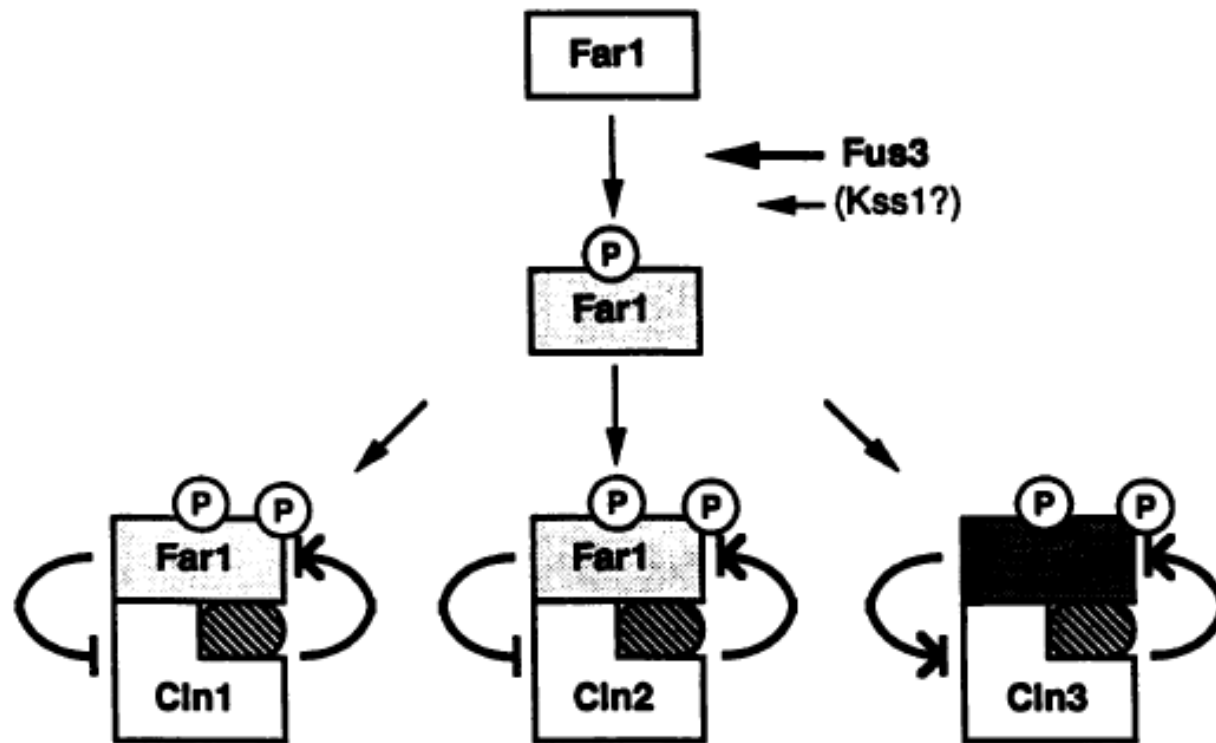 Far1
Fus3
(Kss1?)
P
Far1
P P P P P P
Far1 Far1
Cln1 Cln2 Cln3